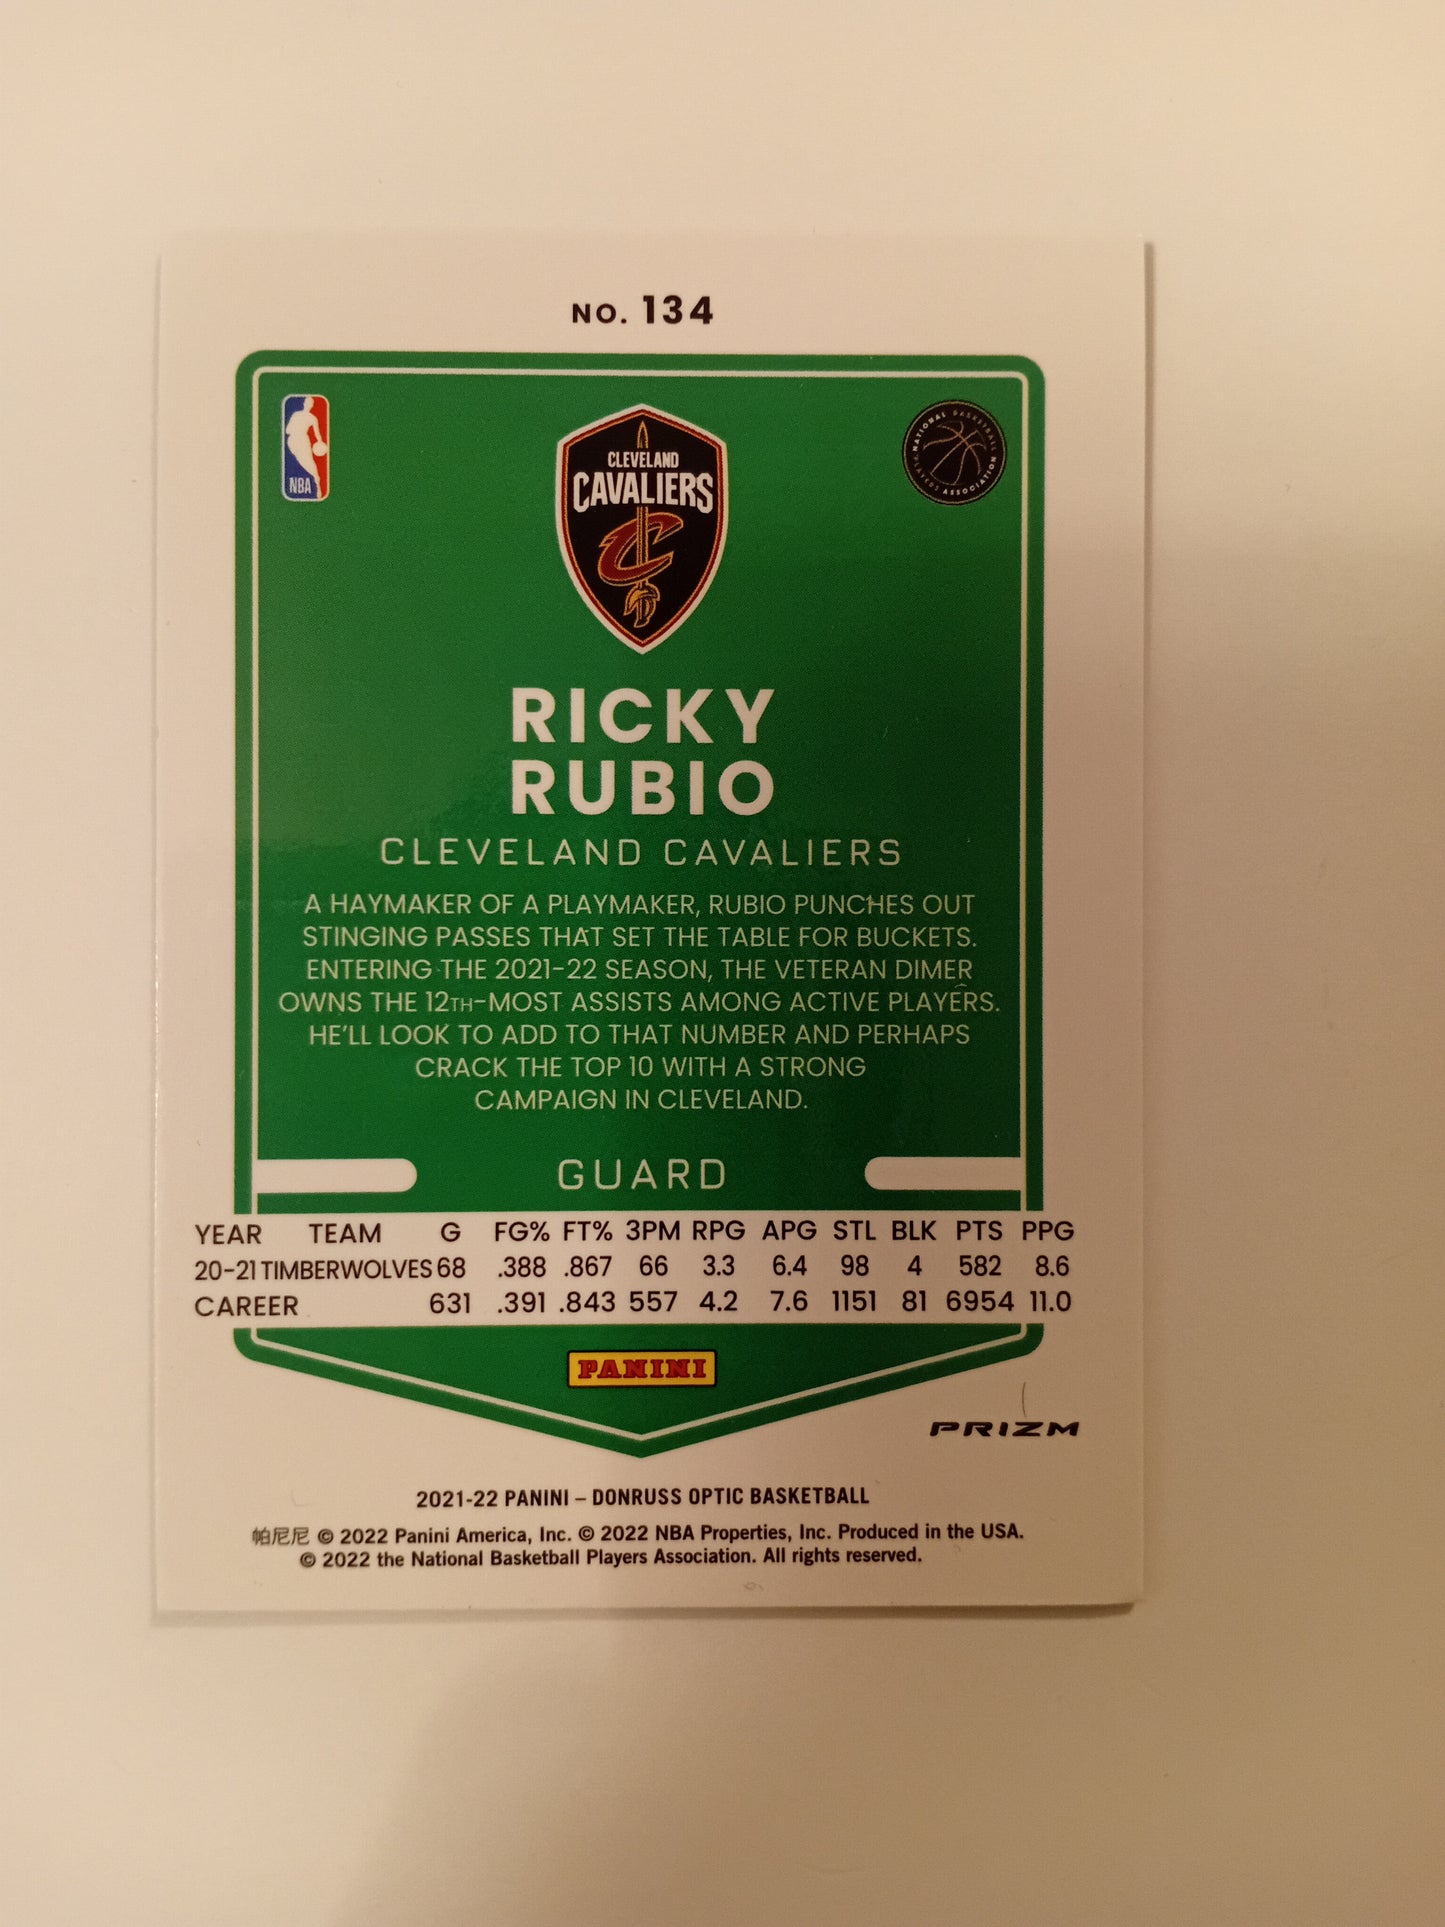 NO. 134
NBA
CLEVELAND
CAVALIERS
C
NATIONAL BASKETBALL
PLAYERS ASSOCIATION
RICKY
RUBIO
CLEVELAND CAVALIERS
A HAYMAKER OF A PLAYMAKER, RUBIO PUNCHES OUT
STINGING PASSES THAT SET THE TABLE FOR BUCKETS.
ENTERING THE 2021-22 SEASON, THE VETERAN DIMER
OWNS THE 12TH-MOST ASSISTS AMONG ACTIVE PLAYERS.
HE'LL LOOK TO ADD TO THAT NUMBER AND PERHAPS
CRACK THE TOP 10 WITH A STRONG
CAMPAIGN IN CLEVELAND.
GUARD
YEAR TEAM G FG% FT% 3PM RPG APG STL BLK PTS PPG
20-21 TIMBERWOLVES 68 .388 .867 66 3.3 6.4 98 4 582 8.6
CAREER 631 .391 .843 557 4.2 7.6 1151 81 6954 11.0
PANINI
PRIZM
2021-22 PANINI – DONRUSS OPTIC BASKETBALL
帕尼尼 © 2022 Panini America, Inc. © 2022 NBA Properties, Inc. Produced in the USA.
© 2022 the National Basketball Players Association. All rights reserved.